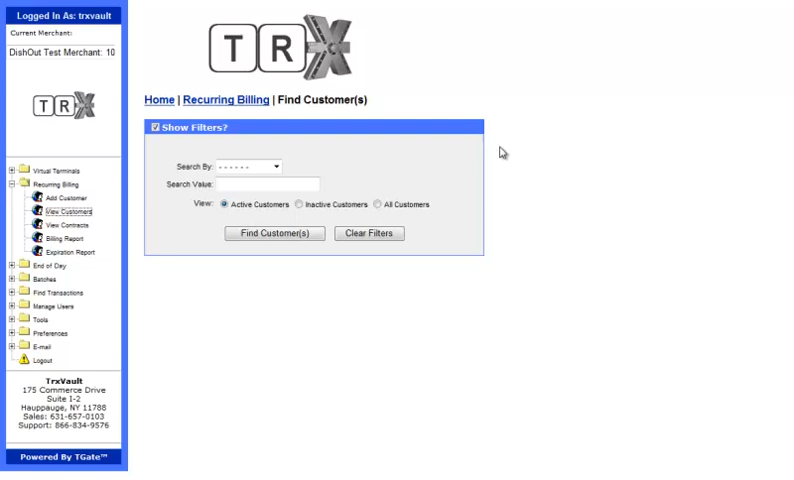 Logged In As: trxvault
Current Merchant:
DishOut Test Merchant: 10
TRX
Virtual Terminals
Recurring Billing
Add Customer
View Customers
View Contracts
Billing Report
Expiration Report
End of Day
Batches
Find Transactions
Manage Users
Tools
Preferences
E-mail
Logout
TrxVault
175 Commerce Drive
Suite I-2
Hauppauge, NY 11788
Sales: 631-657-0103
Support: 866-834-9576
Powered By TGate™
TRX
Home | Recurring Billing | Find Customer(s)
Show Filters?
Search By: ------
Search Value:
View: Active Customers Inactive Customers All Customers
Find Customer(s) Clear Filters